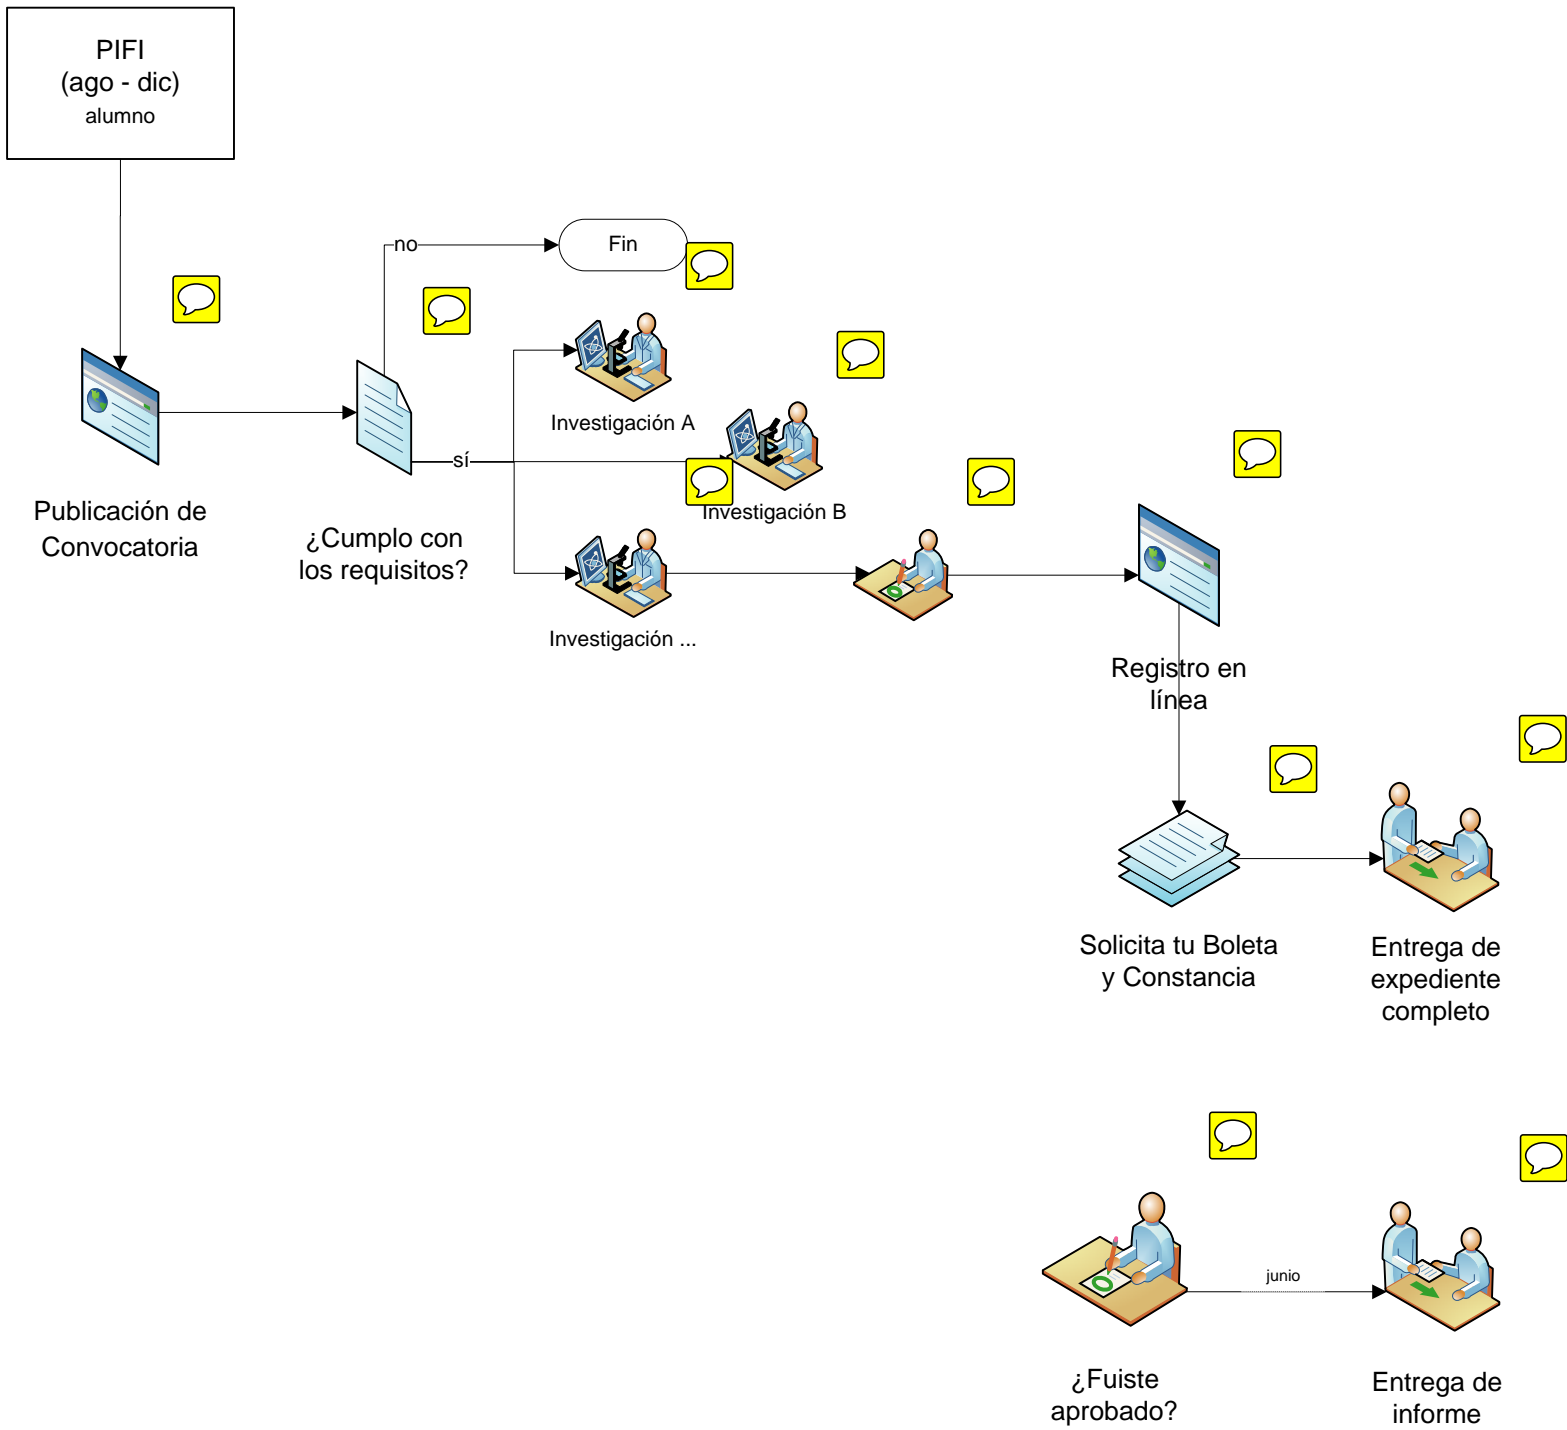 PIFI
(ago - dic)
alumno
no
Fin
Investigación A
sí
Investigación B
Publicación de
Convocatoria
¿Cumplo con
los requisitos?
Investigación ...
Registro en
línea
Solicita tu Boleta
y Constancia
Entrega de
expediente
completo
junio
¿Fuiste
aprobado?
Entrega de
informe